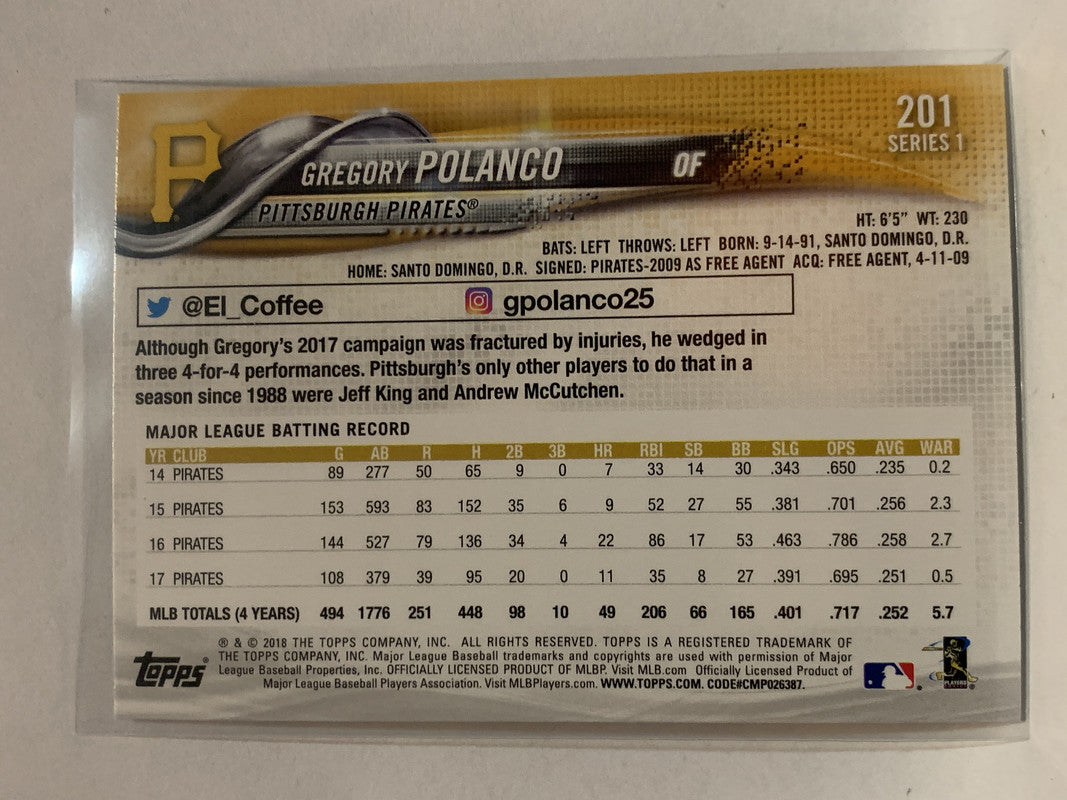 P
201
SERIES 1
GREGORY POLANCO OF
PITTSBURGH PIRATES®
HT: 6'5" WT: 230
BATS: LEFT THROWS: LEFT BORN: 9-14-91, SANTO DOMINGO, D.R.
HOME: SANTO DOMINGO, D.R. SIGNED: PIRATES-2009 AS FREE AGENT ACQ: FREE AGENT, 4-11-09
@El_Coffee gpolanco25
Although Gregory's 2017 campaign was fractured by injuries, he wedged in
three 4-for-4 performances. Pittsburgh's only other players to do that in a
season since 1988 were Jeff King and Andrew McCutchen.
MAJOR LEAGUE BATTING RECORD
YR CLUB G AB R H 2B 3B HR RBI SB BB SLG OPS AVG WAR
14 PIRATES 89 277 50 65 9 0 7 33 14 30 .343 .650 .235 0.2
15 PIRATES 153 593 83 152 35 6 9 52 27 55 .381 .701 .256 2.3
16 PIRATES 144 527 79 136 34 4 22 86 17 53 .463 .786 .258 2.7
17 PIRATES 108 379 39 95 20 0 11 35 8 27 .391 .695 .251 0.5
MLB TOTALS (4 YEARS) 494 1776 251 448 98 10 49 206 66 165 .401 .717 .252 5.7
Topps®
® & © 2018 THE TOPPS COMPANY, INC. ALL RIGHTS RESERVED. TOPPS IS A REGISTERED TRADEMARK OF
THE TOPPS COMPANY, INC. Major League Baseball trademarks and copyrights are used with permission of Major
League Baseball Properties, Inc. OFFICIALLY LICENSED PRODUCT OF MLBP. Visit MLB.com Officially Licensed Product of
Major League Baseball Players Association. Visit MLBPlayers.com. WWW.TOPPS.COM. CODE#CMP026387.
PLAYERS